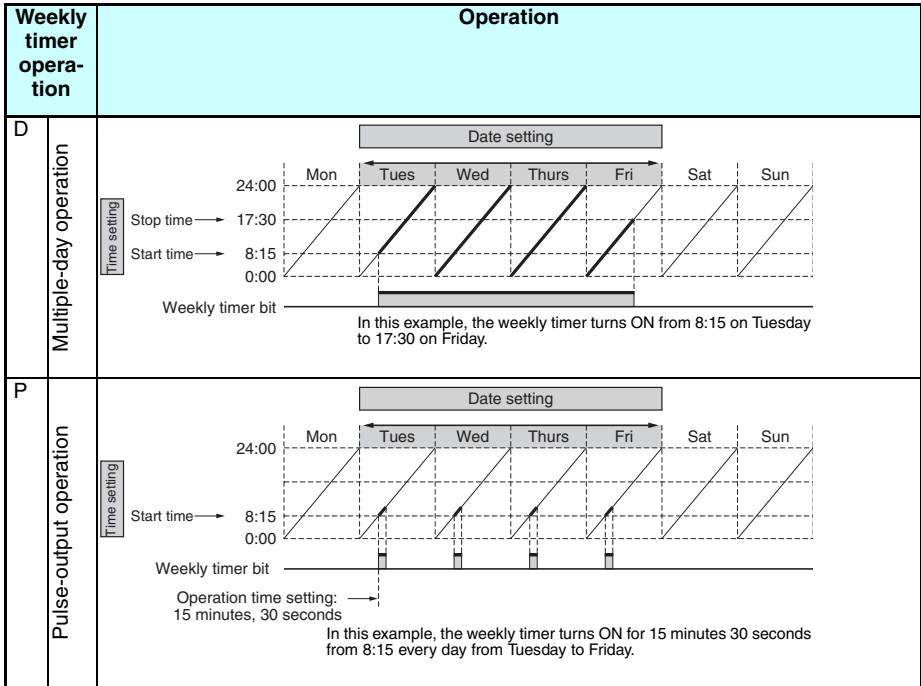 Weekly timer opera-tion
Operation
D
Multiple-day operation
Date setting
Mon Tues Wed Thurs Fri Sat Sun
24:00
Time setting
Stop time 17:30
Start time 8:15
0:00
Weekly timer bit
In this example, the weekly timer turns ON from 8:15 on Tuesday
to 17:30 on Friday.
P
Pulse-output operation
Date setting
Mon Tues Wed Thurs Fri Sat Sun
24:00
Time setting
Start time 8:15
0:00
Weekly timer bit
Operation time setting:
15 minutes, 30 seconds
In this example, the weekly timer turns ON for 15 minutes 30 seconds
from 8:15 every day from Tuesday to Friday.